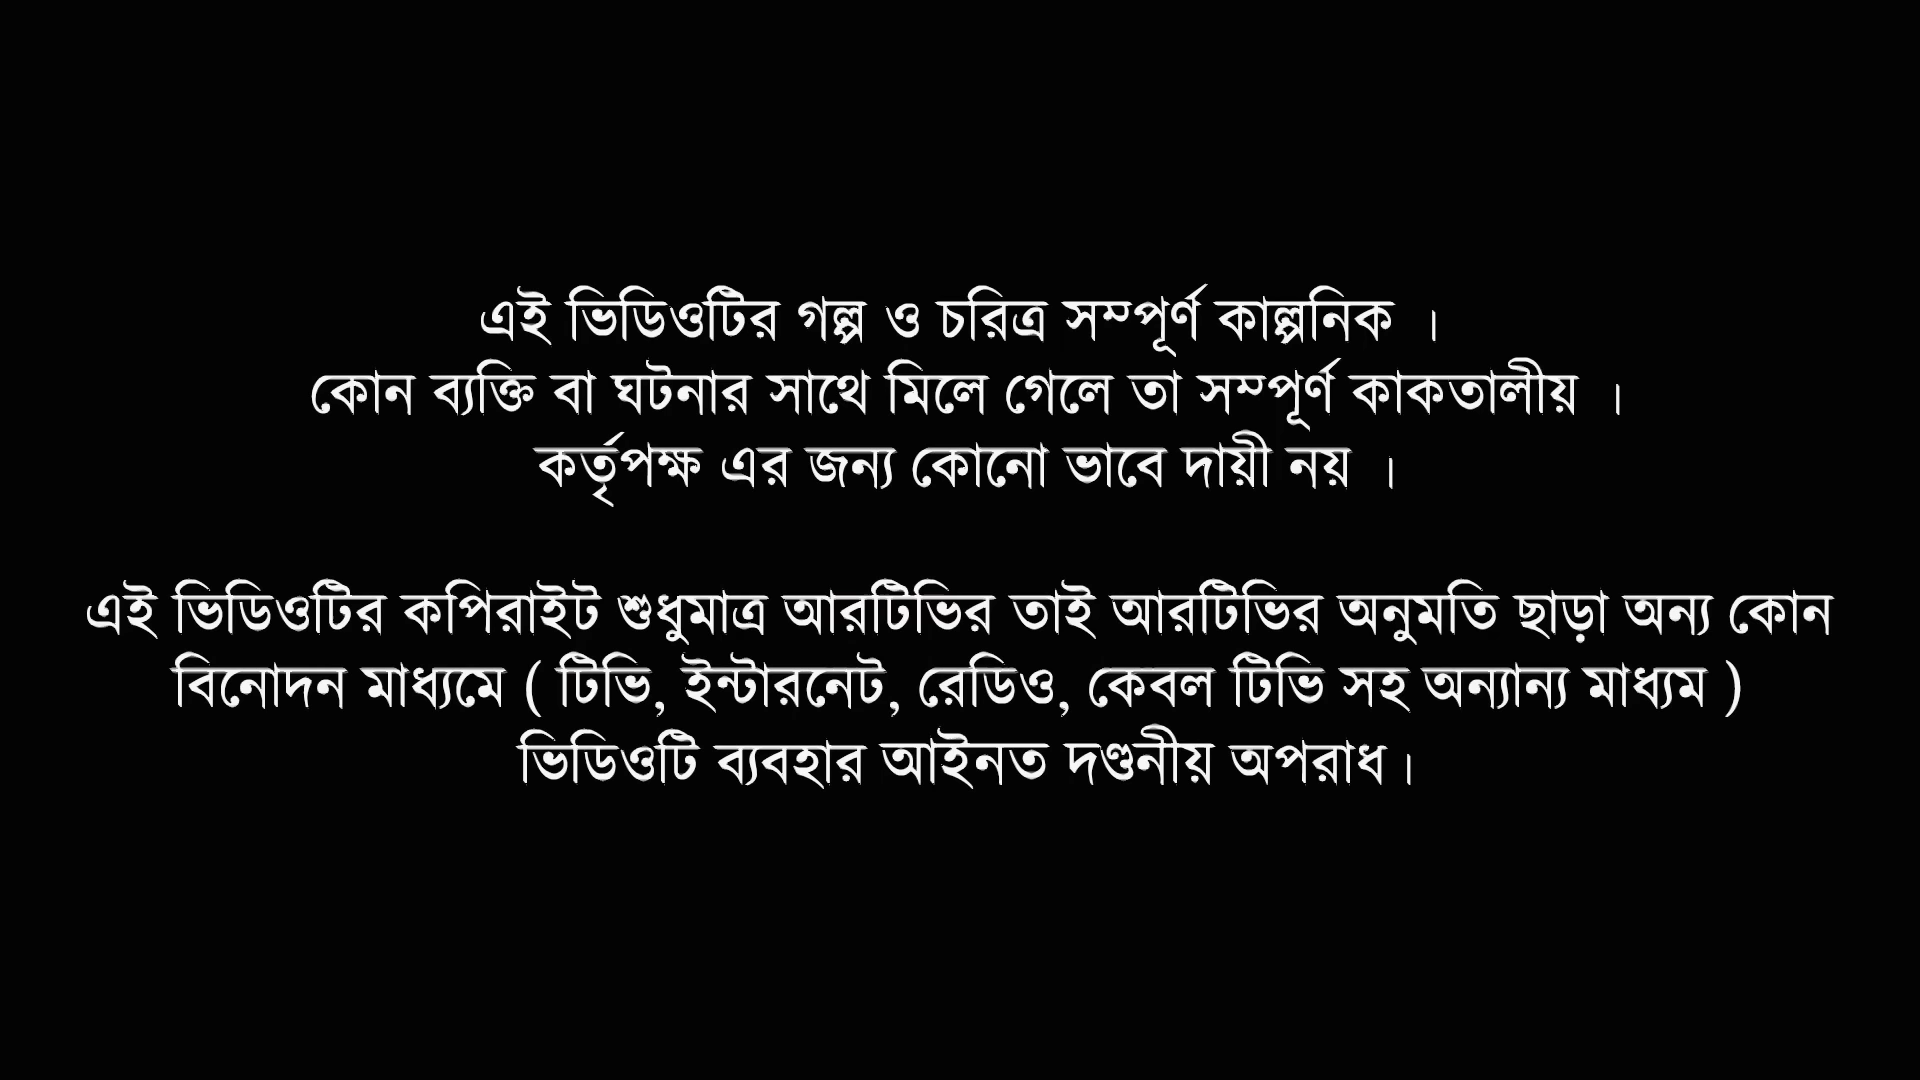 এই ভিডিওটির গল্প ও চরিত্র সম্পূর্ণ কাল্পনিক ।
কোন ব্যক্তি বা ঘটনার সাথে মিলে গেলে তা সম্পূর্ণ কাকতালীয় ।
কর্তৃপক্ষ এর জন্য কোনো ভাবে দায়ী নয় ।
এই ভিডিওটির কপিরাইট শুধুমাত্র আরটিভির তাই আরটিভির অনুমতি ছাড়া অন্য কোন
বিনোদন মাধ্যমে ( টিভি, ইন্টারনেট, রেডিও, কেবল টিভি সহ অন্যান্য মাধ্যম )
ভিডিওটি ব্যবহার আইনত দণ্ডনীয় অপরাধ।